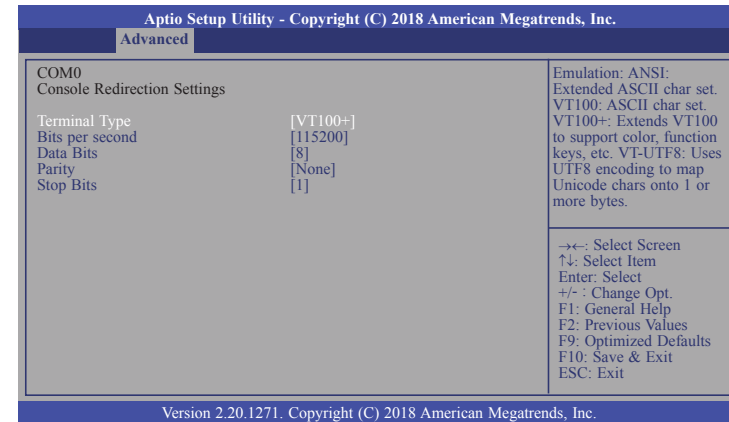 Aptio Setup Utility - Copyright (C) 2018 American Megatrends, Inc.
Advanced
COM0
Console Redirection Settings
Terminal Type [VT100+]
Bits per second [115200]
Data Bits [8]
Parity [None]
Stop Bits [1]
Emulation: ANSI:
Extended ASCII char set.
VT100: ASCII char set.
VT100+: Extends VT100
to support color, function
keys, etc. VT-UTF8: Uses
UTF8 encoding to map
Unicode chars onto 1 or
more bytes.
→←: Select Screen
↑↓: Select Item
Enter: Select
+/- : Change Opt.
F1: General Help
F2: Previous Values
F9: Optimized Defaults
F10: Save & Exit
ESC: Exit
Version 2.20.1271. Copyright (C) 2018 American Megatrends, Inc.